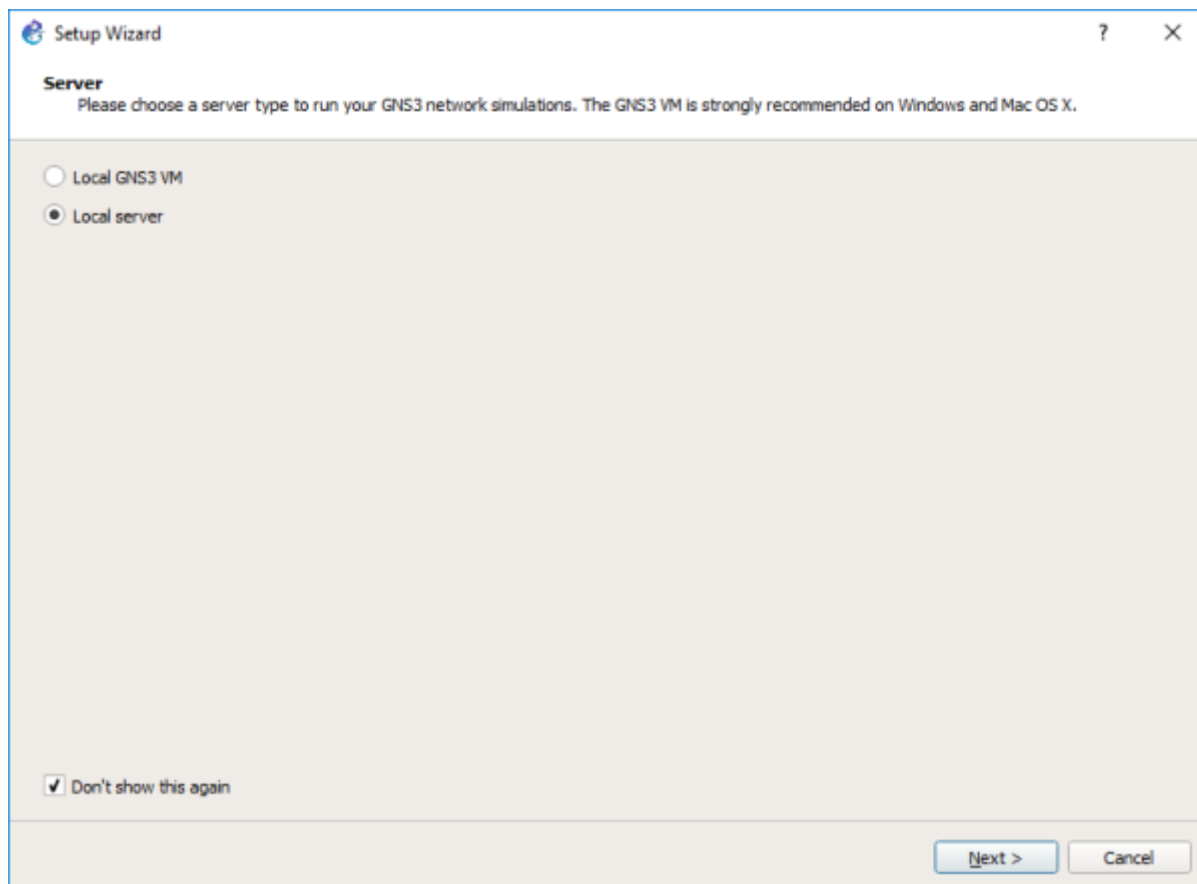 Setup Wizard
?
Server
Please choose a server type to run your GNS3 network simulations. The GNS3 VM is strongly recommended on Windows and Mac OS X.
Local GNS3 VM
Local server
Don't show this again
Next >
Cancel